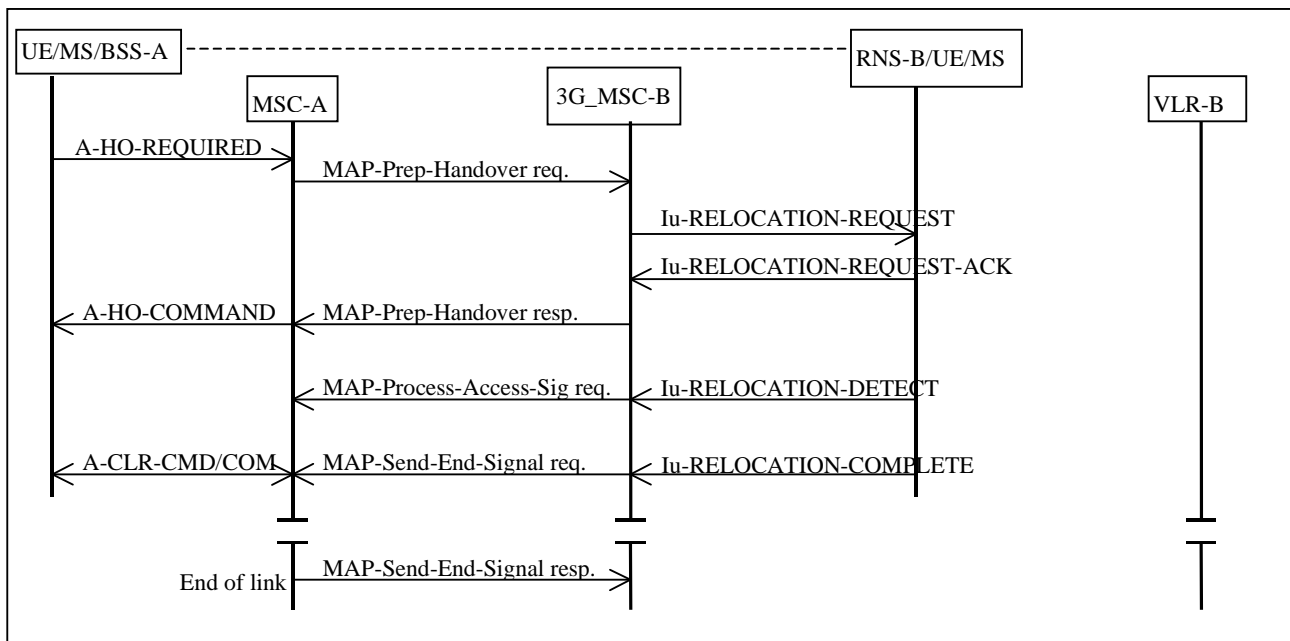 UE/MS/BSS-A
RNS-B/UE/MS
MSC-A
3G_MSC-B
VLR-B
A-HO-REQUIRED
MAP-Prep-Handover req.
Iu-RELOCATION-REQUEST
Iu-RELOCATION-REQUEST-ACK
A-HO-COMMAND
MAP-Prep-Handover resp.
MAP-Process-Access-Sig req.
Iu-RELOCATION-DETECT
A-CLR-CMD/COM
MAP-Send-End-Signal req.
Iu-RELOCATION-COMPLETE
End of link
MAP-Send-End-Signal resp.